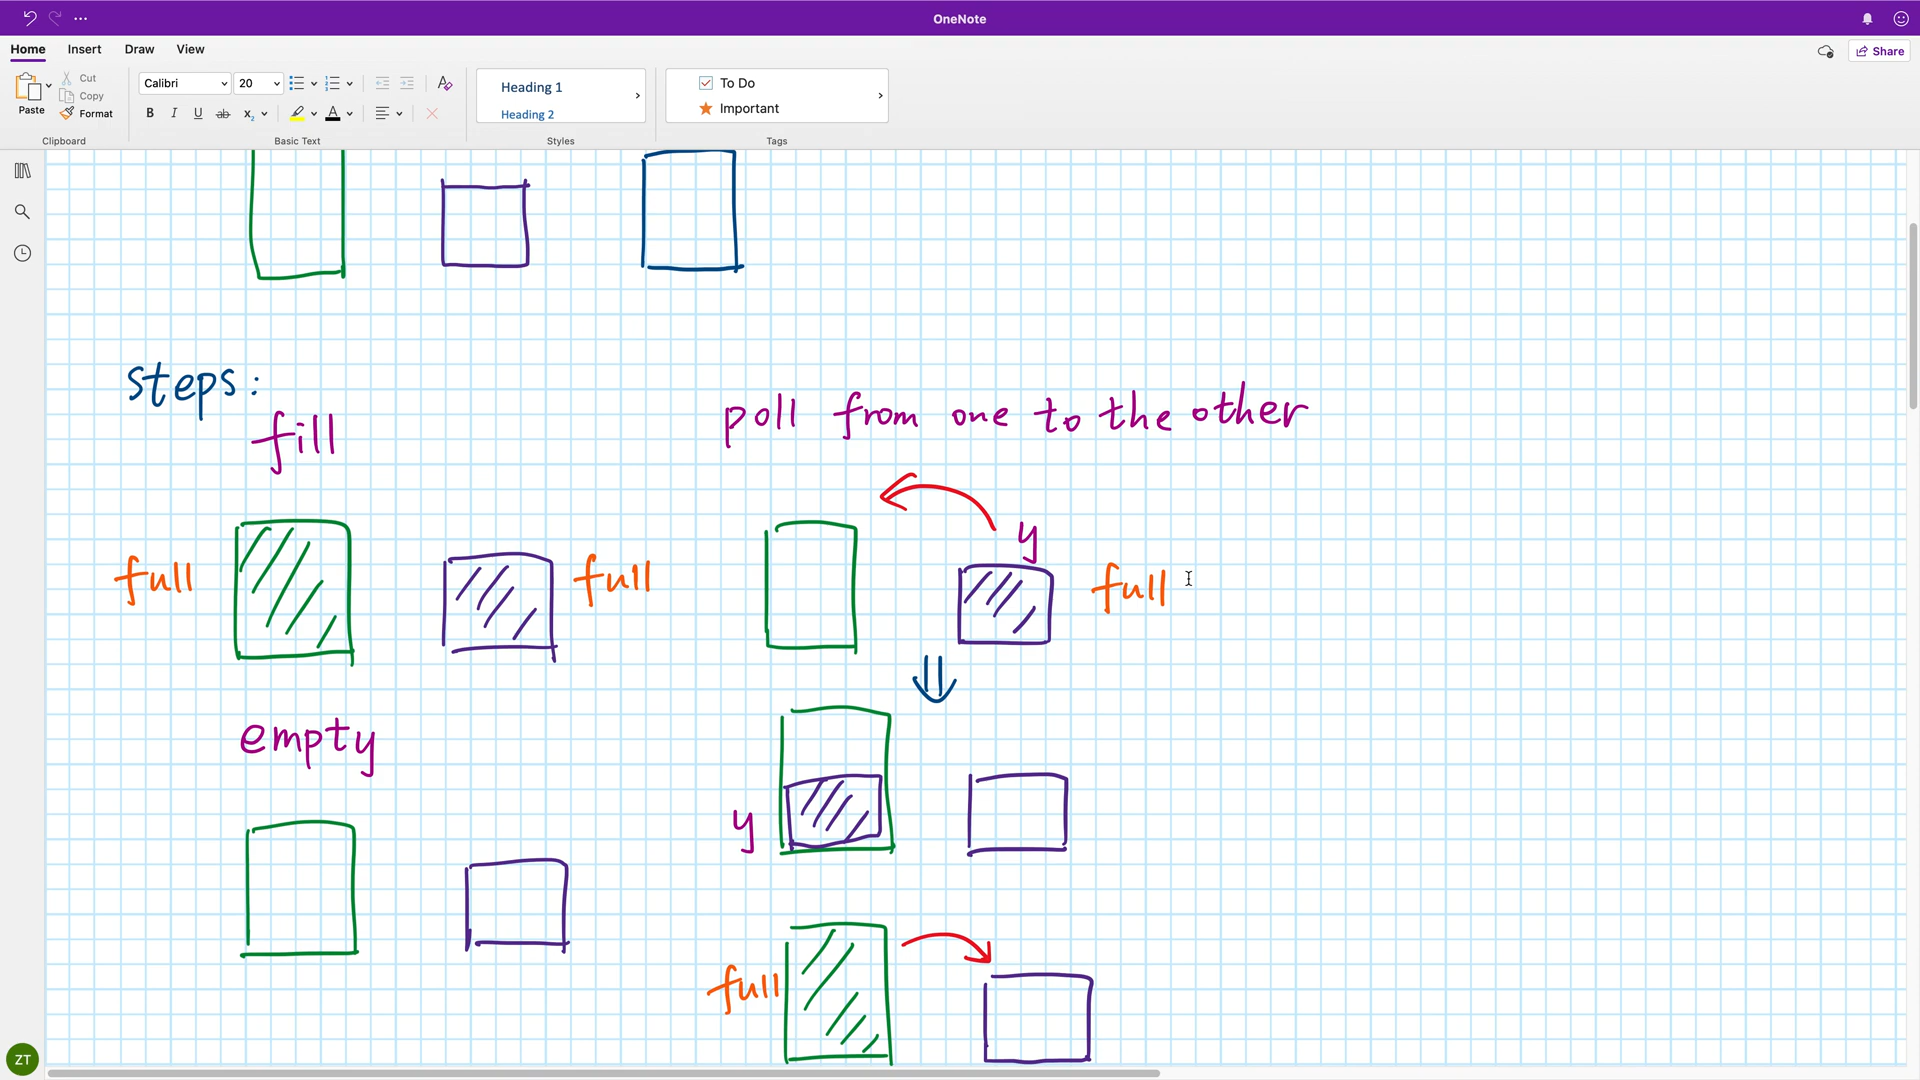 OneNote
Home Insert Draw View
Share
Paste
Cut
Copy
Format
Calibri 20
B I U ab x2 A
Heading 1
Heading 2
To Do
Important
Clipboard Basic Text Styles Tags
steps:
fill
poll from one to the other
y
full full full
empty
y
full
ZT